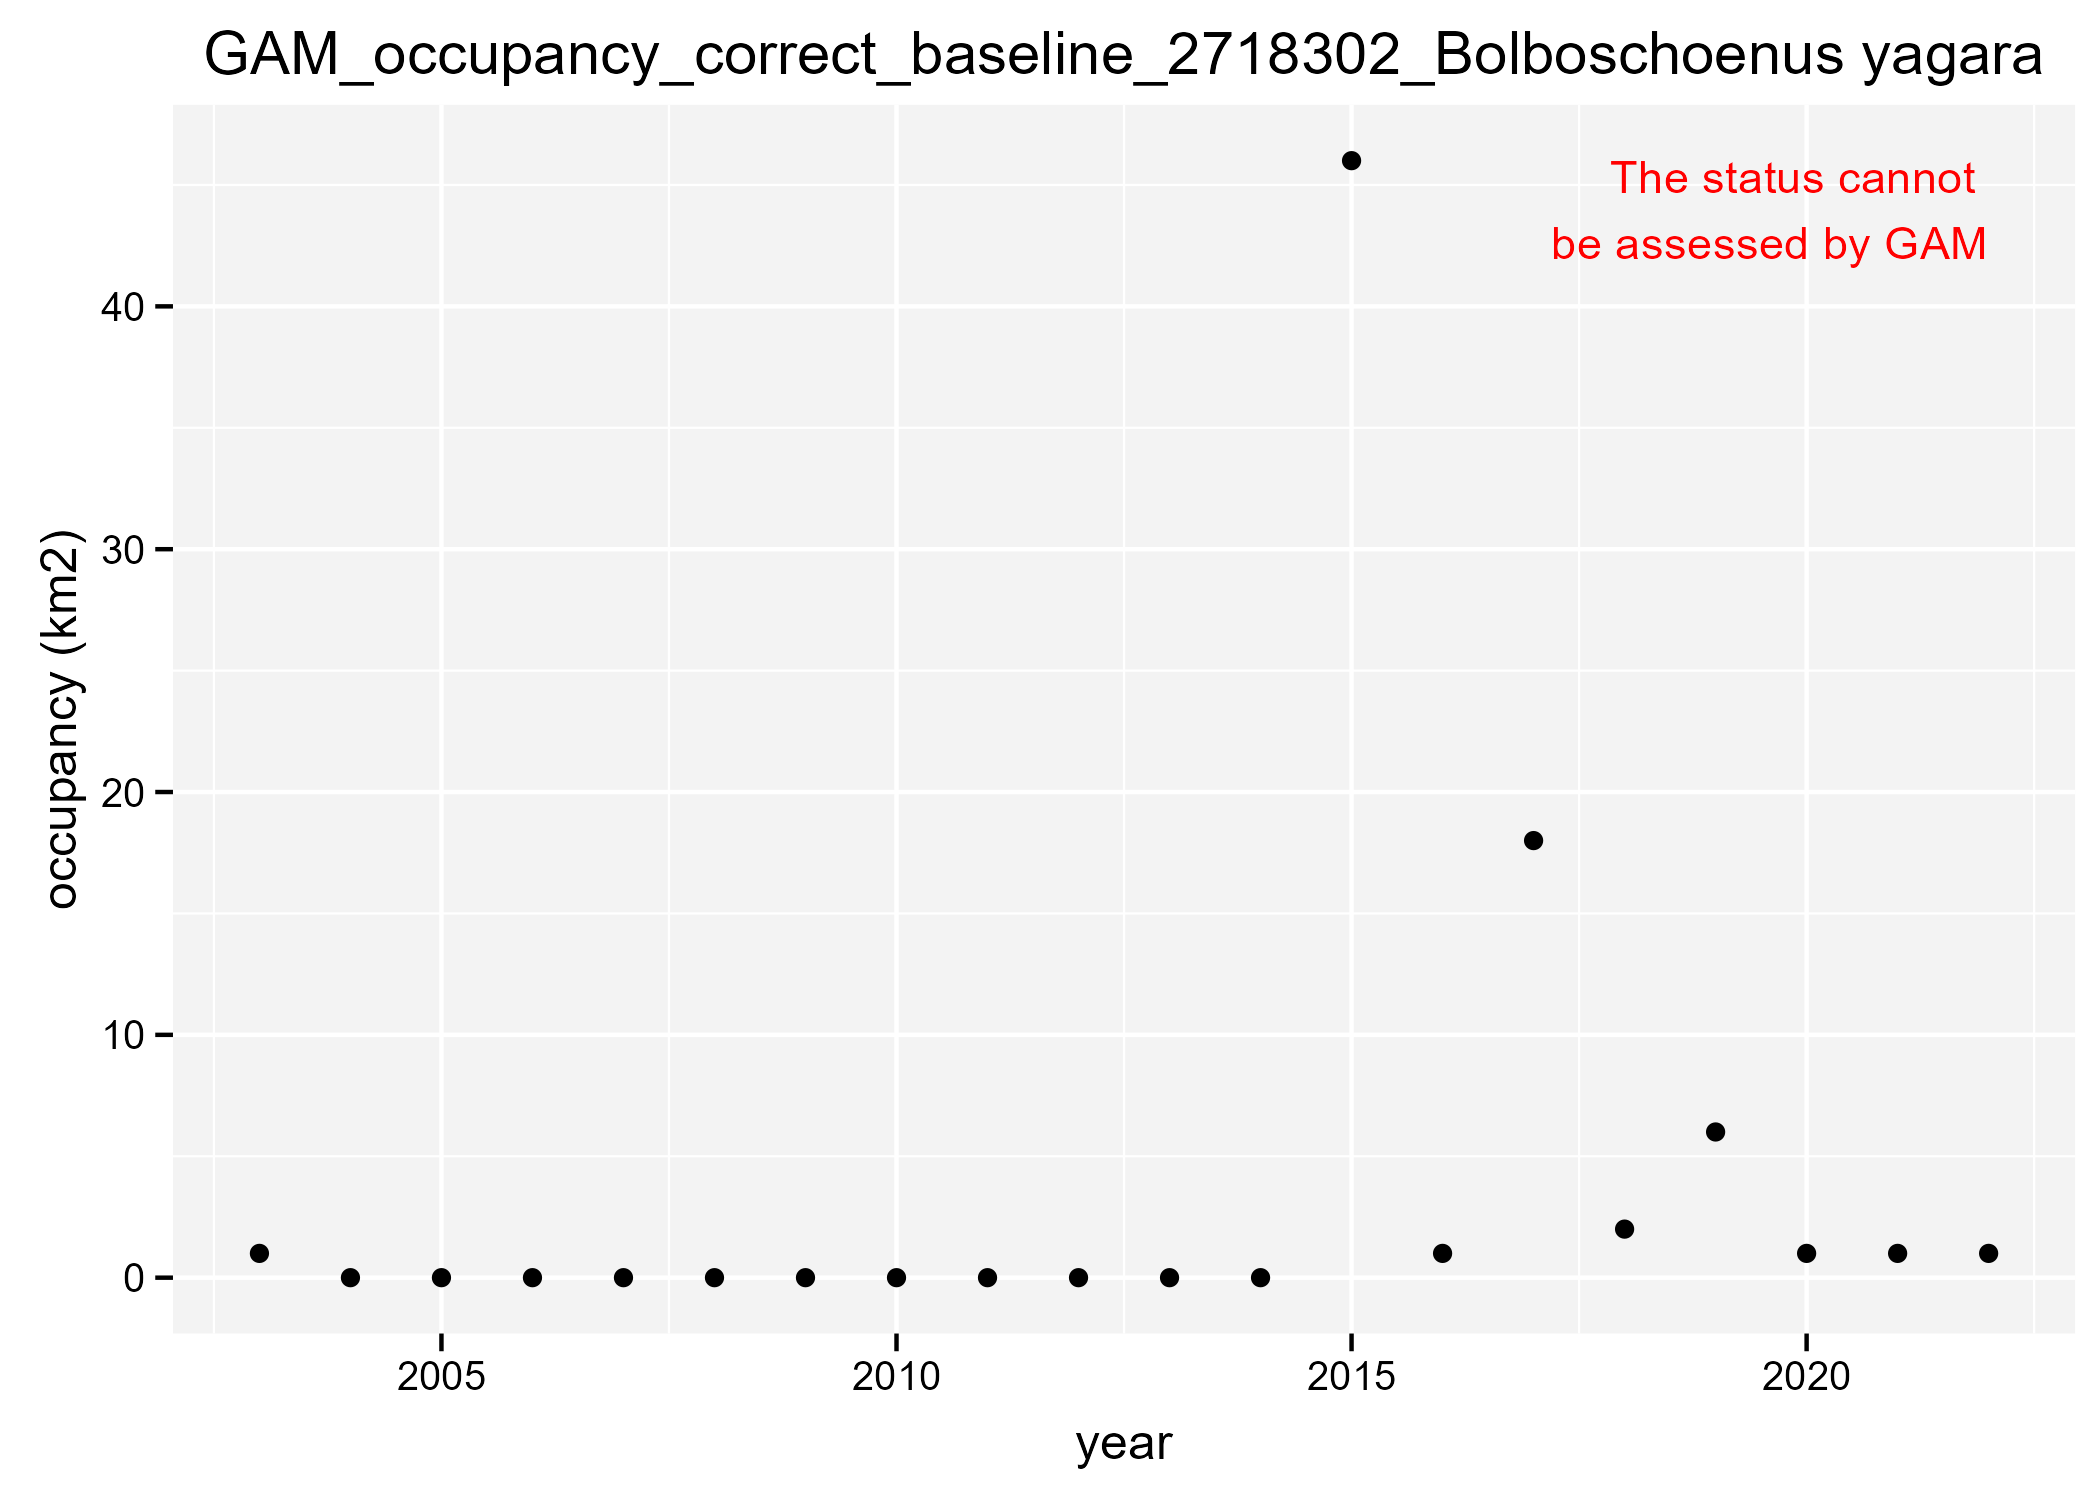 GAM_occupancy_correct_baseline_2718302_Bolboschoenus yagara
The status cannot
be assessed by GAM
occupancy (km2)
40
30
20
10
0
2005 2010 2015 2020
year